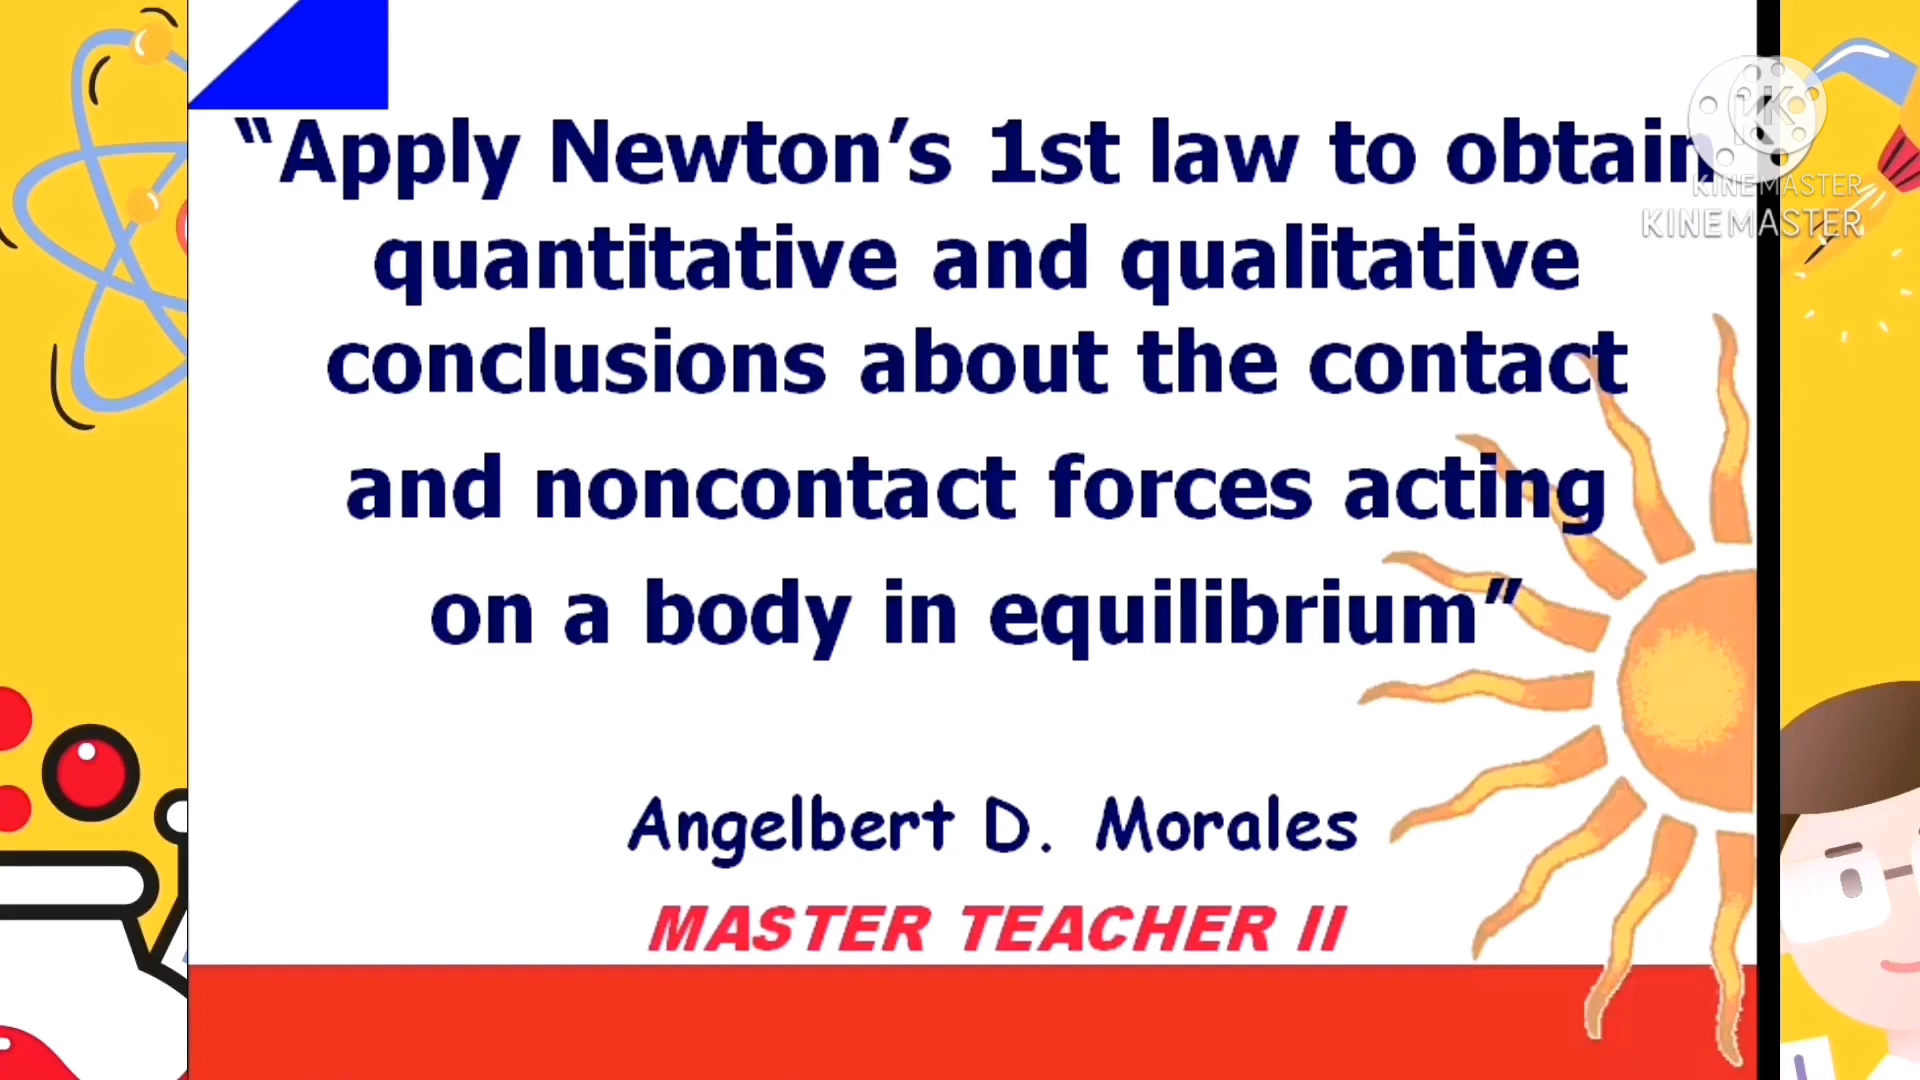 “Apply Newton’s 1st law to obtain
quantitative and qualitative
conclusions about the contact
and noncontact forces acting
on a body in equilibrium”
Angelbert D. Morales
MASTER TEACHER II
KINEMASTER
KINEMASTER